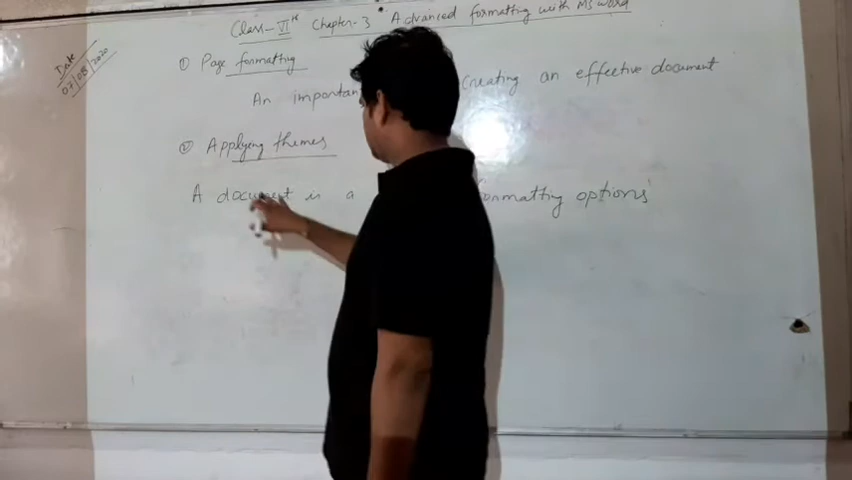 Class-VIth Chapter-3 Advanced formatting with MS word
Date
07/08/2020
① Page formatting
An importan creating an effective document
② Applying themes
A document is a formatting options